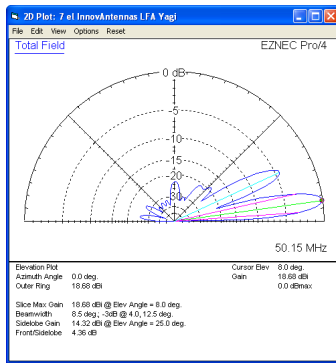 2D Plot: 7 el InnovAntennas LFA Yagi
File Edit View Options Reset
Total Field
EZNEC Pro/4
0 dB
-5
-10
-15
-20
-30
50.15 MHz
Elevation Plot
Cursor Elev 8.0 deg.
Azimuth Angle 0.0 deg.
Gain 18.68 dBi
Outer Ring 18.68 dBi
0.0 dBmax
Slice Max Gain 18.68 dBi @ Elev Angle = 8.0 deg.
Beamwidth 8.5 deg.; -3dB @ 4.0, 12.5 deg.
Sidelobe Gain 14.32 dBi @ Elev Angle = 25.0 deg.
Front/Sidelobe 4.36 dB